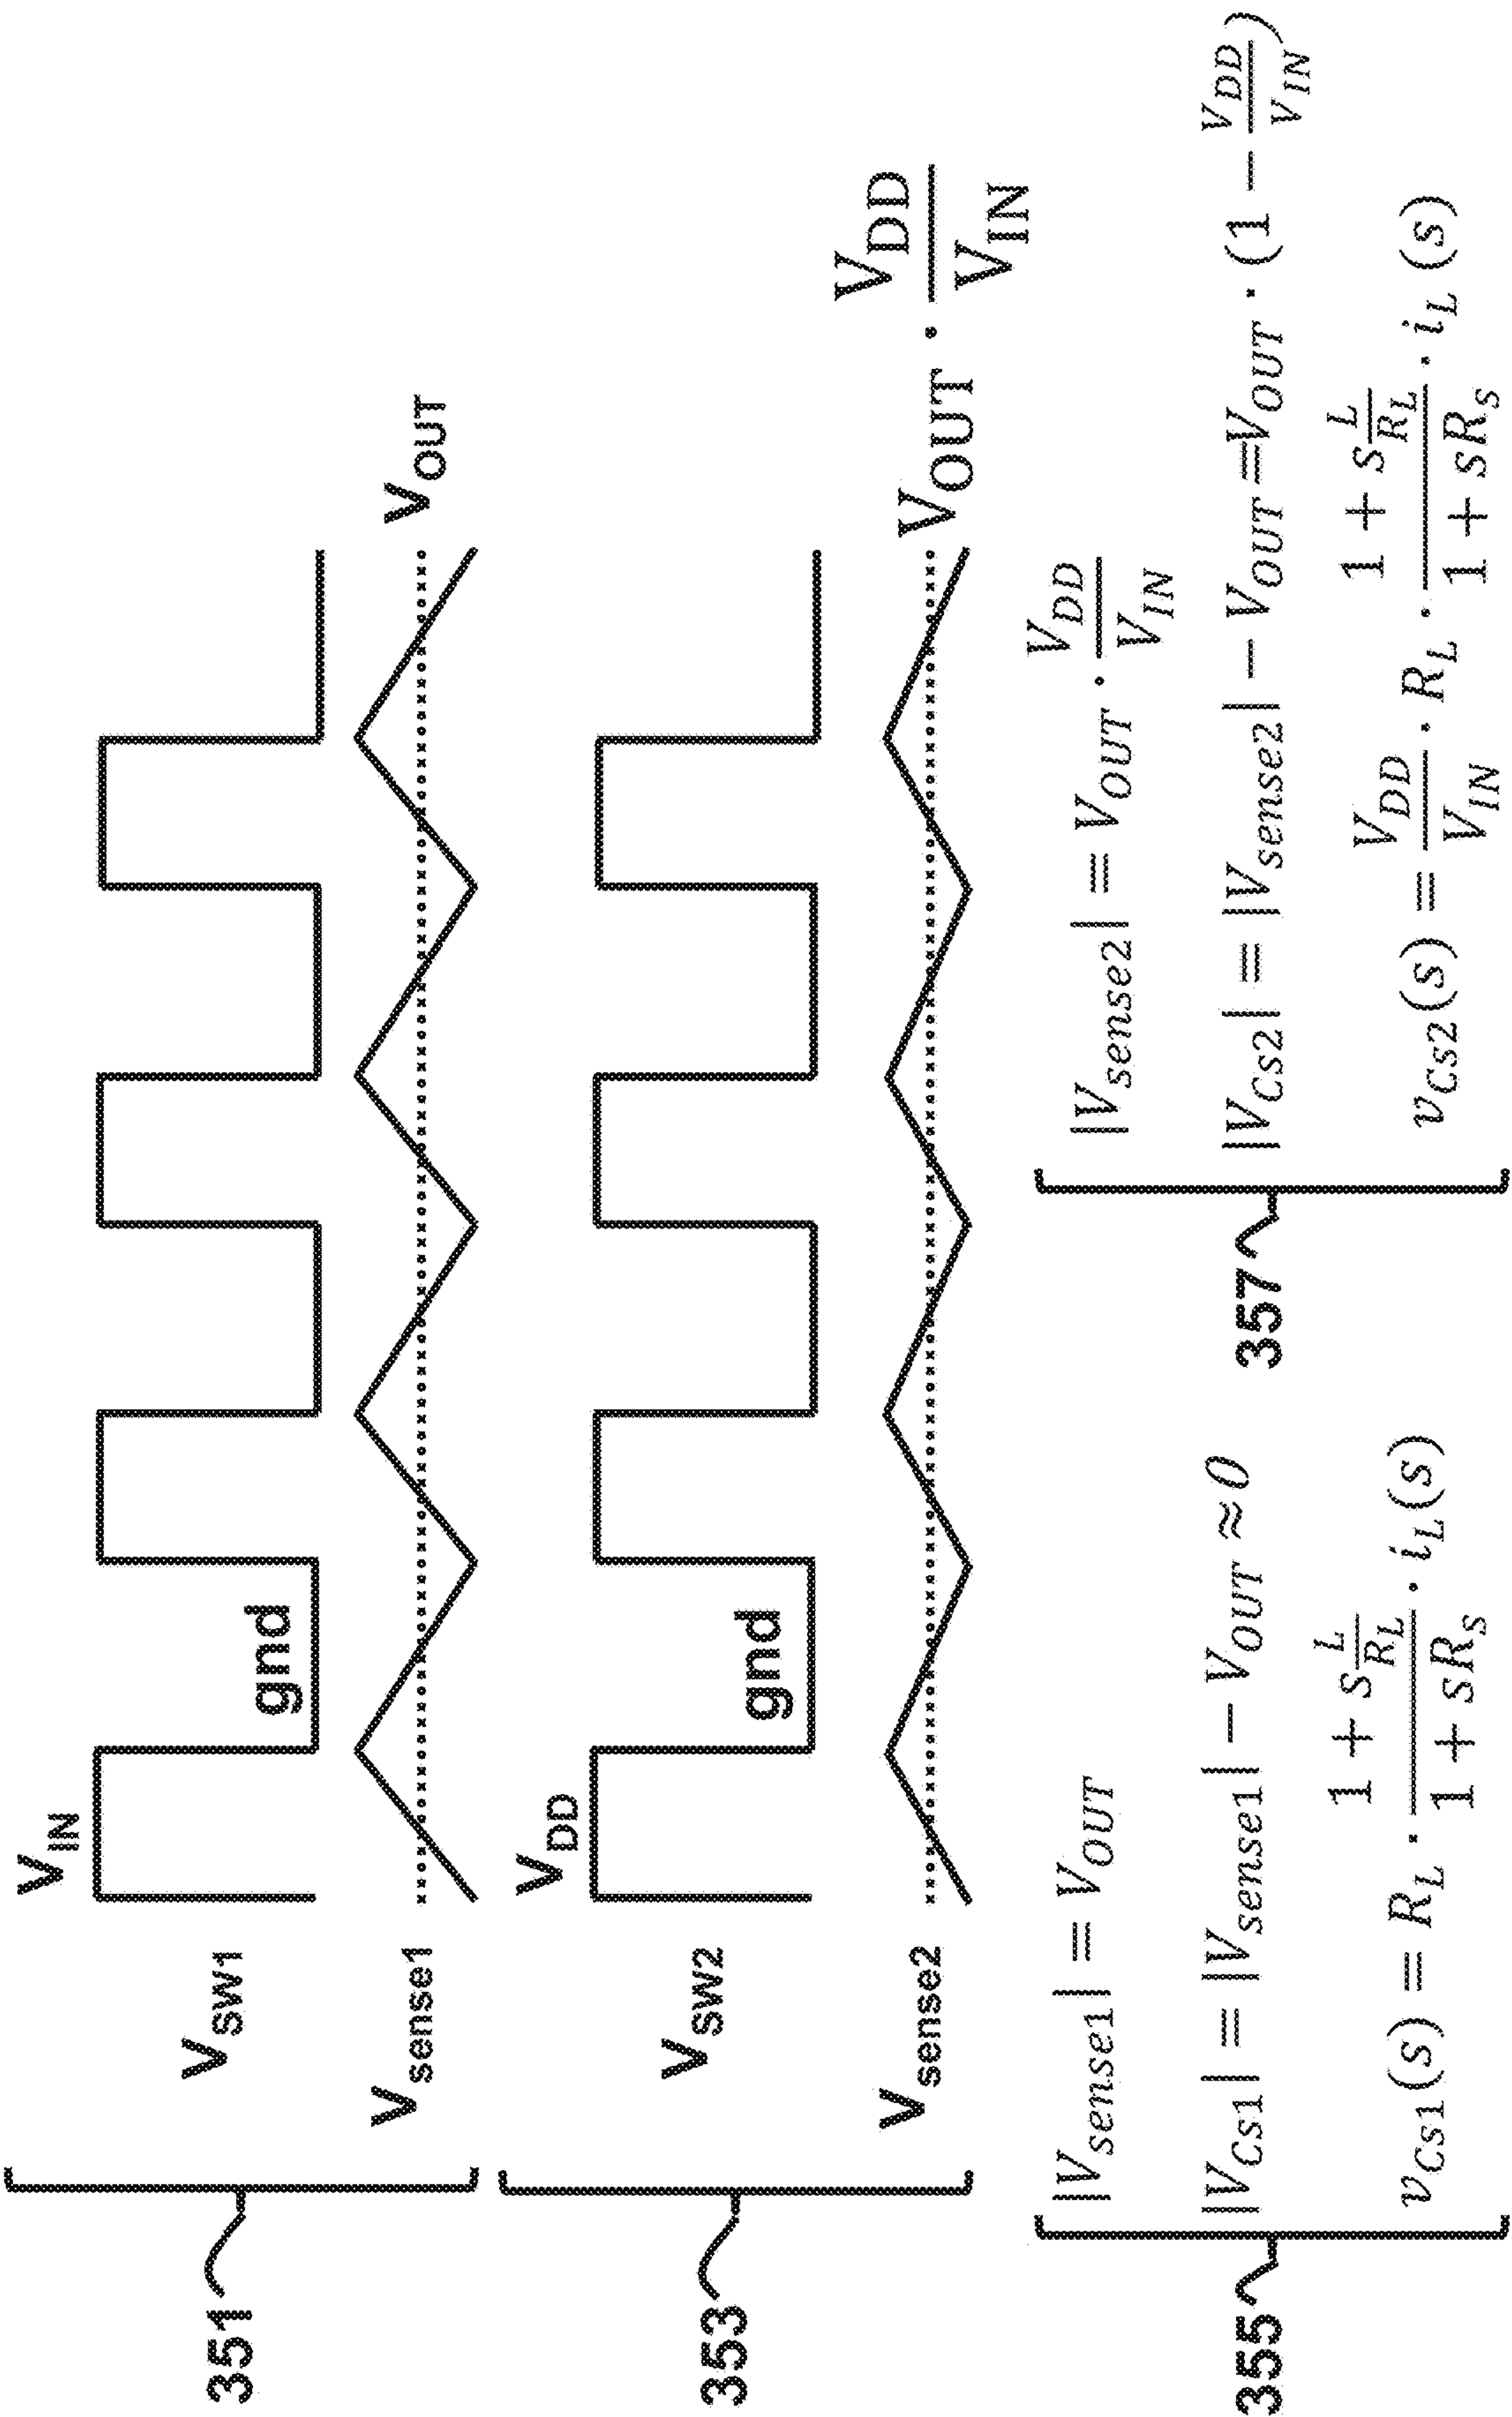 V_IN
V_SW1
gnd
351
V_sense1
V_OUT
V_DD
V_SW2
gnd
353
V_sense2
V_OUT · V_DD/V_IN
355
|V_sense1| = V_OUT
|V_Cs1| = |V_sense1| − V_OUT ≈ 0
v_Cs1(s) = R_L · (1 + s L/R_L)/(1 + sR_s) · i_L(s)
357
|V_sense2| = V_OUT · V_DD/V_IN
|V_Cs2| = |V_sense2| − V_OUT = V_OUT · (1 − V_DD/V_IN)
v_Cs2(s) = V_DD/V_IN · R_L · (1 + s L/R_L)/(1 + sR_s) · i_L(s)